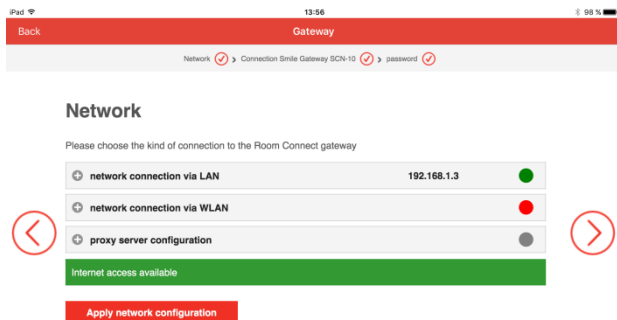 iPad 13:56 98 %
Back Gateway
Network > Connection Smile Gateway SCN-10 > password
Network
Please choose the kind of connection to the Room Connect gateway
network connection via LAN 192.168.1.3
network connection via WLAN
proxy server configuration
Internet access available
Apply network configuration